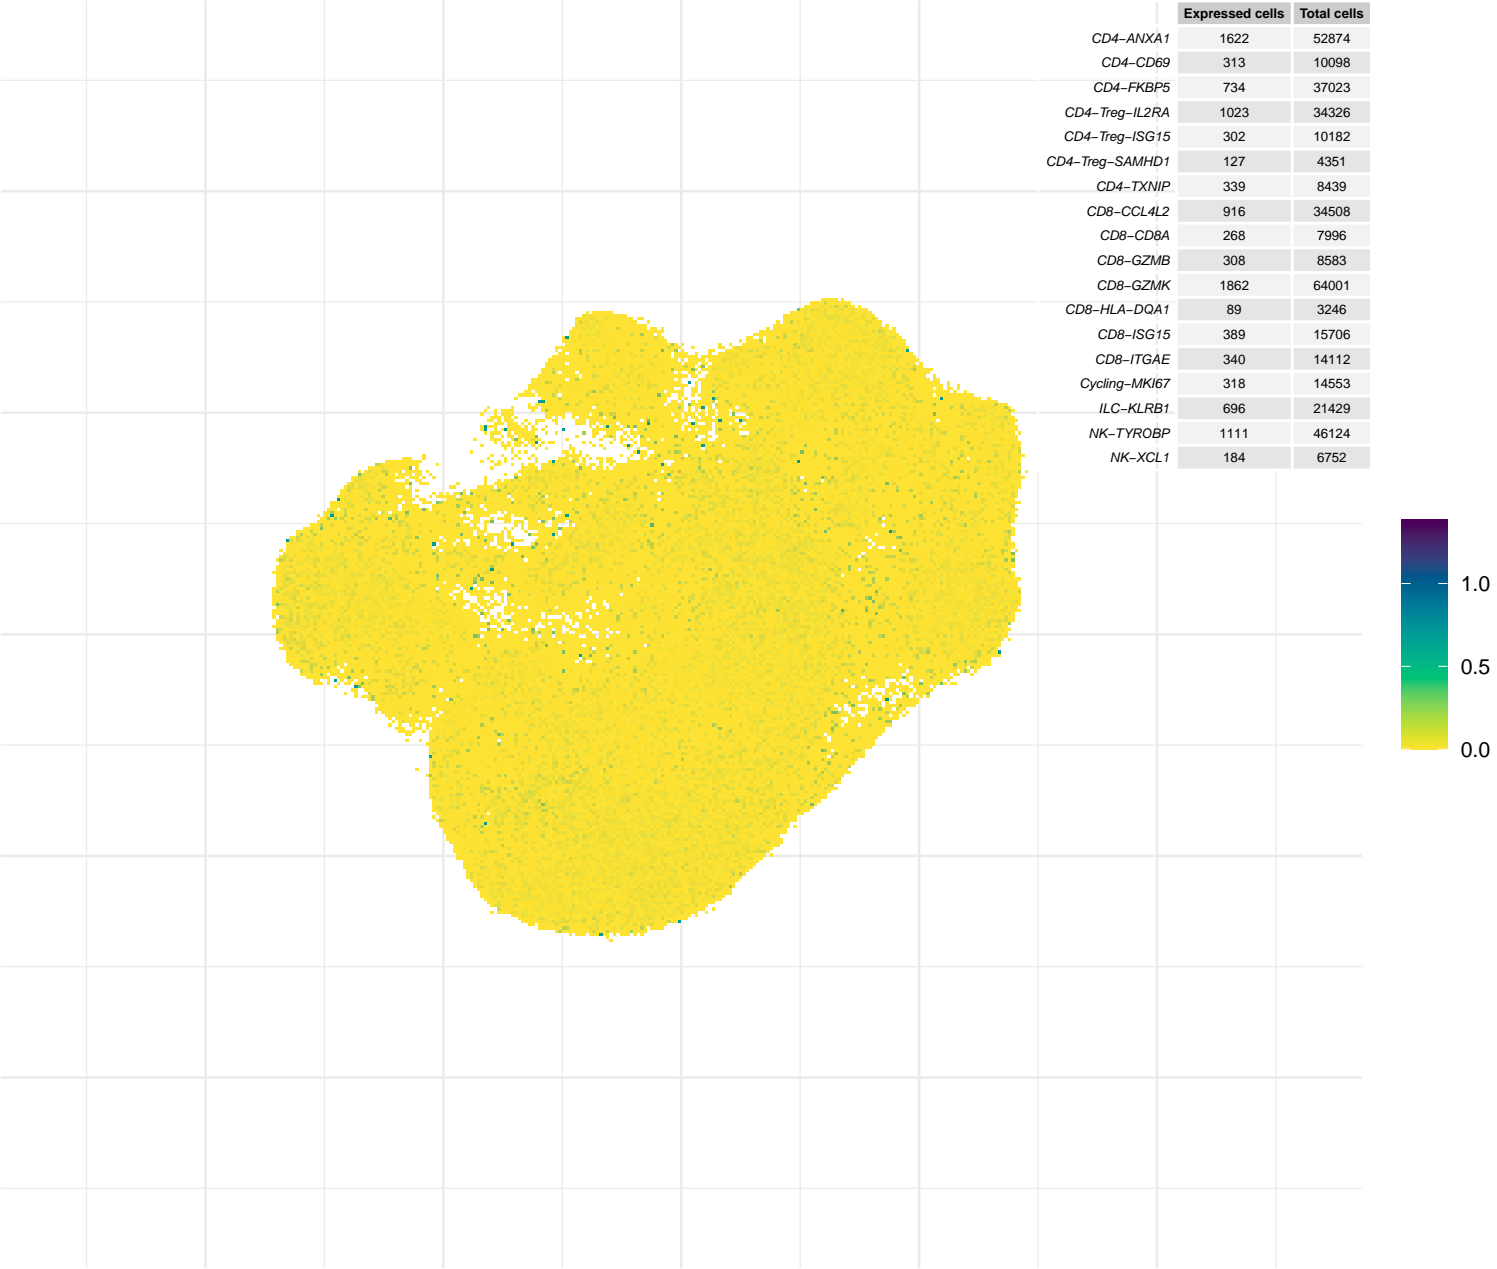 Expressed cells Total cells
CD4−ANXA1 1622 52874
CD4−CD69 313 10098
CD4−FKBP5 734 37023
CD4−Treg−IL2RA 1023 34326
CD4−Treg−ISG15 302 10182
CD4−Treg−SAMHD1 127 4351
CD4−TXNIP 339 8439
CD8−CCL4L2 916 34508
CD8−CD8A 268 7996
CD8−GZMB 308 8583
CD8−GZMK 1862 64001
CD8−HLA−DQA1 89 3246
CD8−ISG15 389 15706
CD8−ITGAE 340 14112
Cycling−MKI67 318 14553
ILC−KLRB1 696 21429
NK−TYROBP 1111 46124
NK−XCL1 184 6752
1.0
0.5
0.0